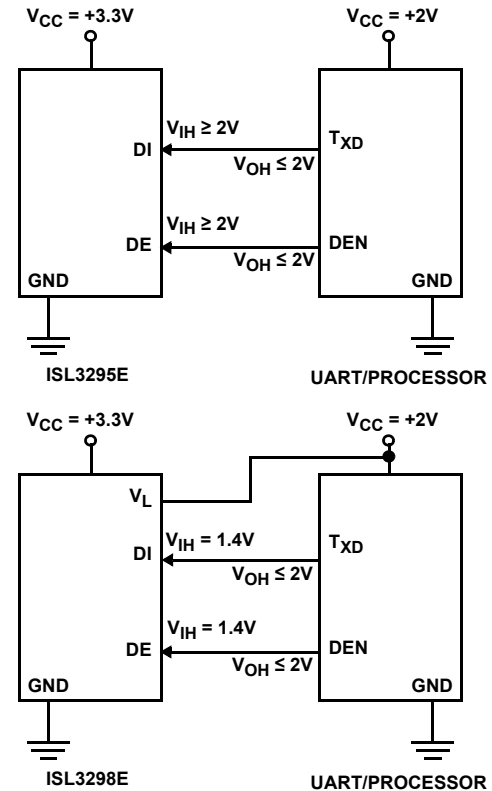 VCC = +3.3V
VCC = +2V
VIH ≥ 2V
DI
TXD
VOH ≤ 2V
VIH ≥ 2V
DE
DEN
VOH ≤ 2V
GND
GND
ISL3295E
UART/PROCESSOR
VCC = +3.3V
VCC = +2V
VL
VIH = 1.4V
DI
TXD
VOH ≤ 2V
VIH = 1.4V
DE
DEN
VOH ≤ 2V
GND
GND
ISL3298E
UART/PROCESSOR